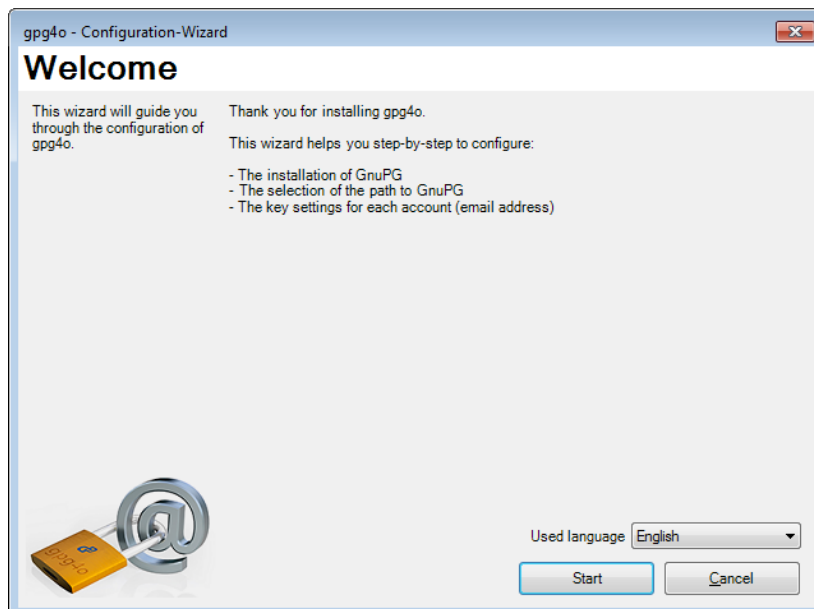 gpg4o - Configuration-Wizard
Welcome
This wizard will guide you
through the configuration of
gpg4o.
Thank you for installing gpg4o.
This wizard helps you step-by-step to configure:
- The installation of GnuPG
- The selection of the path to GnuPG
- The key settings for each account (email address)
@
gpg4o
Used language English
Start Cancel